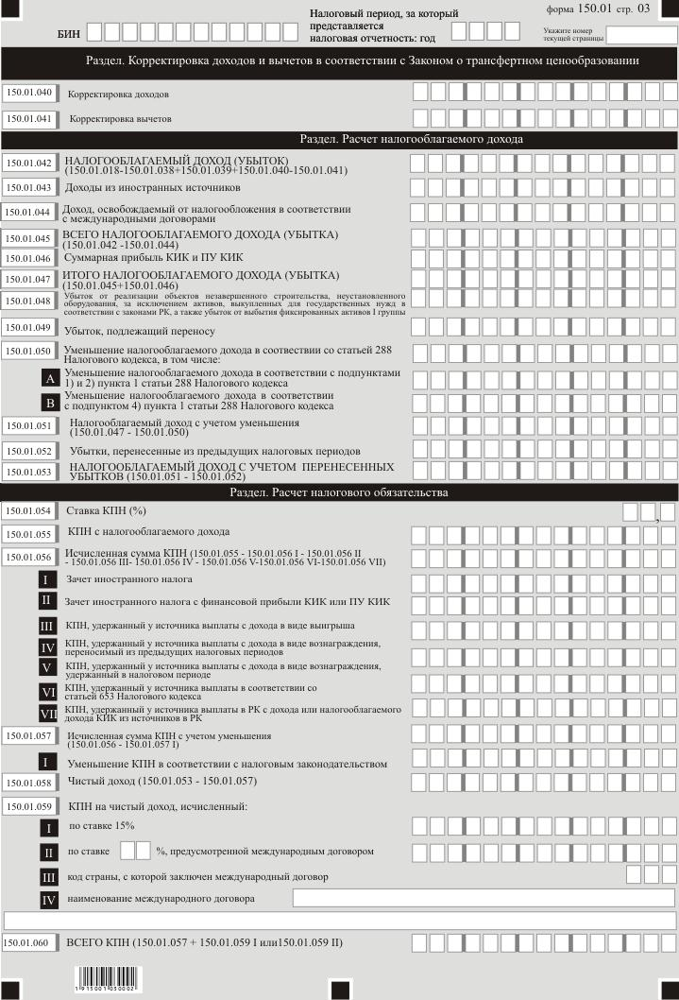 форма 150.01 стр. 03
БИН
Налоговый период, за который
представляется
налоговая отчетность: год
Укажите номер
текущей страницы
Раздел. Корректировка доходов и вычетов в соответствии с Законом о трансфертном ценообразовании
150.01.040 Корректировка доходов
150.01.041 Корректировка вычетов
Раздел. Расчет налогооблагаемого дохода
150.01.042 НАЛОГООБЛАГАЕМЫЙ ДОХОД (УБЫТОК)
(150.01.018-150.01.038+150.01.039+150.01.040-150.01.041)
150.01.043 Доходы из иностранных источников
150.01.044 Доход, освобождаемый от налогообложения в соответствии
с международными договорами
150.01.045 ВСЕГО НАЛОГООБЛАГАЕМОГО ДОХОДА (УБЫТКА)
(150.01.042 -150.01.044)
150.01.046 Суммарная прибыль КИК и ПУ КИК
150.01.047 ИТОГО НАЛОГООБЛАГАЕМОГО ДОХОДА (УБЫТКА)
(150.01.045+150.01.046)
150.01.048 Убыток от реализации объектов незавершенного строительства, неустановленного
оборудования, за исключением активов, выкупленных для государственных нужд в
соответствии с законами РК, а также убыток от выбытия фиксированных активов I группы
150.01.049 Убыток, подлежащий переносу
150.01.050 Уменьшение налогооблагаемого дохода в соотвествии со статьей 288
Налогового кодекса, в том числе:
A Уменьшение налогооблагаемого дохода в соответствии с подпунктами
1) и 2) пункта 1 статьи 288 Налогового кодекса
B Уменьшение налогооблагаемого дохода в соответствии
с подпунктом 4) пункта 1 статьи 288 Налогового кодекса
150.01.051 Налогооблагаемый доход с учетом уменьшения
(150.01.047 - 150.01.050)
150.01.052 Убытки, перенесенные из предыдущих налоговых периодов
150.01.053 НАЛОГООБЛАГАЕМЫЙ ДОХОД С УЧЕТОМ ПЕРЕНЕСЕННЫХ
УБЫТКОВ (150.01.051 - 150.01.052)
Раздел. Расчет налогового обязательства
150.01.054 Ставка КПН (%) ,
150.01.055 КПН с налогооблагаемого дохода
150.01.056 Исчисленная сумма КПН (150.01.055 - 150.01.056 I - 150.01.056 II
- 150.01.056 III- 150.01.056 IV - 150.01.056 V-150.01.056 VI-150.01.056 VII)
I Зачет иностранного налога
II Зачет иностранного налога с финансовой прибыли КИК или ПУ КИК
III КПН, удержанный у источника выплаты с дохода в виде выигрыша
IV КПН, удержанный у источника выплаты с дохода в виде вознаграждения,
переносимый из предыдущих налоговых периодов
V КПН, удержанный у источника выплаты с дохода в виде вознаграждения,
удержанный в налоговом периоде
VI КПН, удержанный у источника выплаты в соответствии со
статьей 653 Налогового кодекса
VII КПН, удержанный у источника выплаты в РК с дохода или налогооблагаемого
дохода КИК из источников в РК
150.01.057 Исчисленная сумма КПН с учетом уменьшения
(150.01.056 - 150.01.057 I)
I Уменьшение КПН в соответствии с налоговым законодательством
150.01.058 Чистый доход (150.01.053 - 150.01.057)
150.01.059 КПН на чистый доход, исчисленный:
I по ставке 15%
II по ставке %, предусмотренной международным договором
III код страны, с которой заключен международный договор
IV наименование международного договора
150.01.060 ВСЕГО КПН (150.01.057 + 150.01.059 I или150.01.059 II)
1915001030002